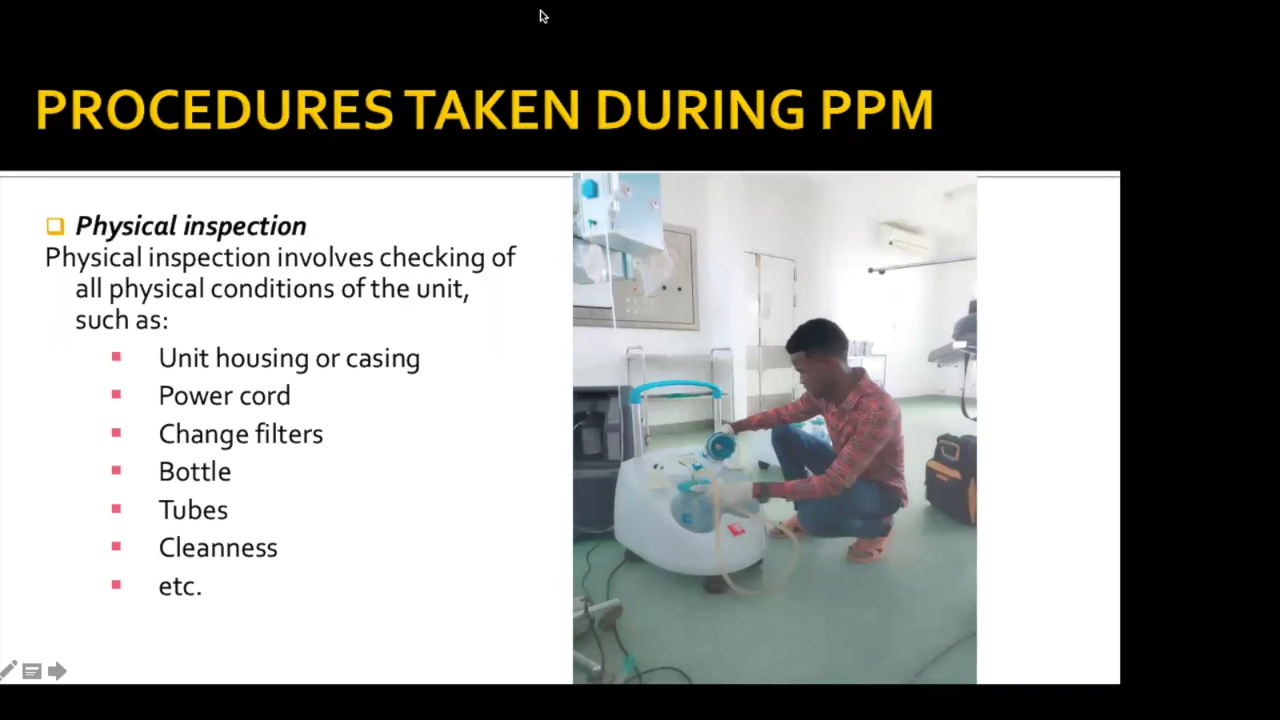 PROCEDURES TAKEN DURING PPM
Physical inspection
Physical inspection involves checking of
all physical conditions of the unit,
such as:
Unit housing or casing
Power cord
Change filters
Bottle
Tubes
Cleanness
etc.